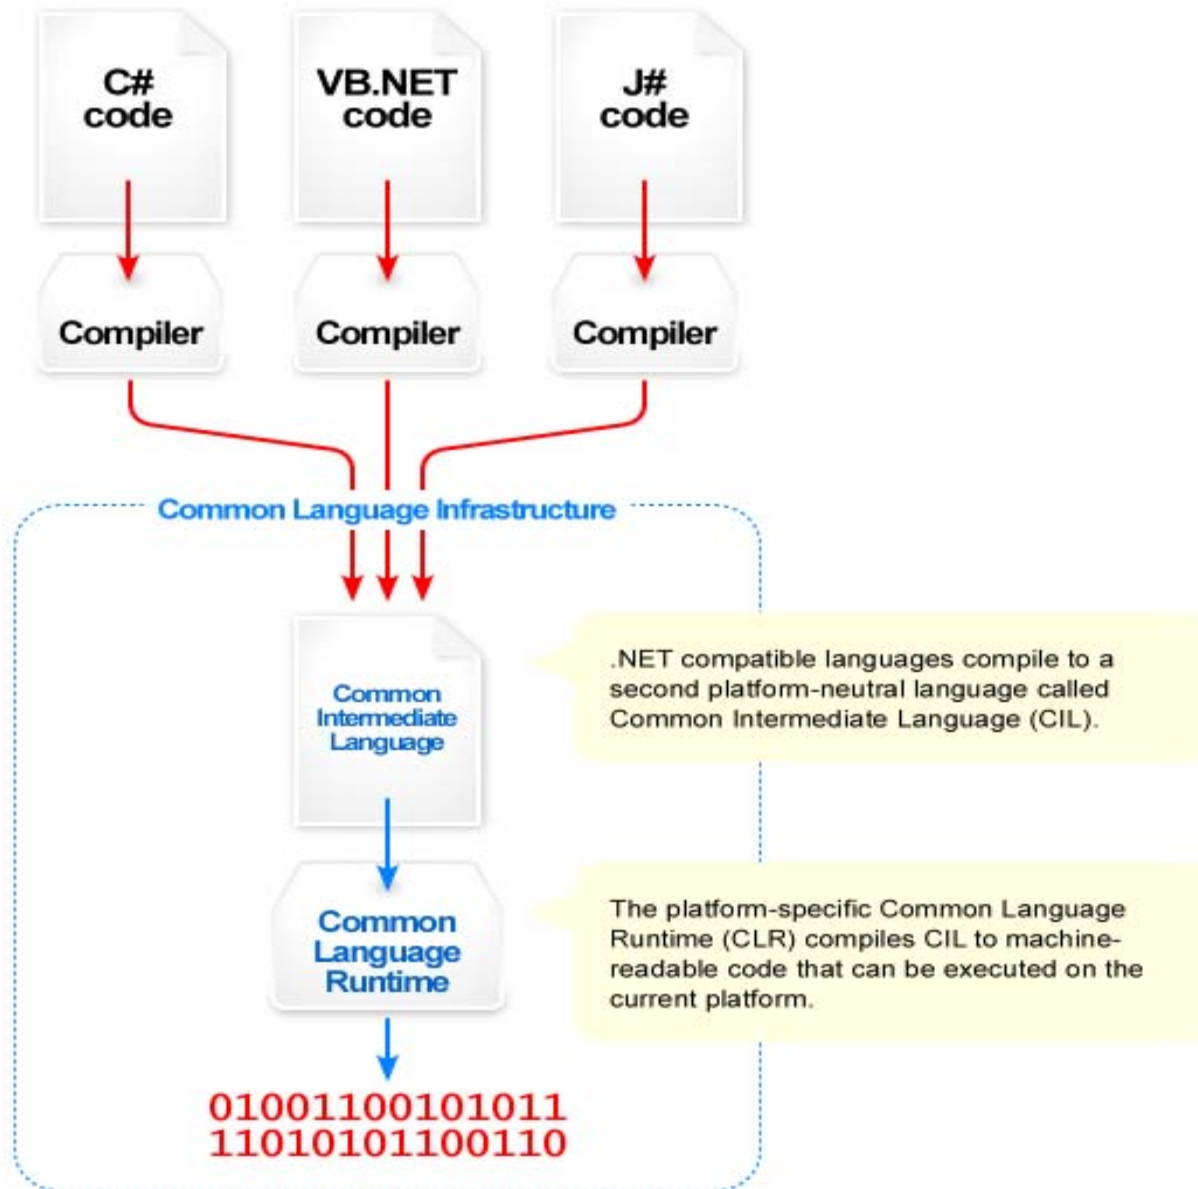 C#
code
VB.NET
code
J#
code
Compiler
Compiler
Compiler
Common Language Infrastructure
Common
Intermediate
Language
.NET compatible languages compile to a
second platform-neutral language called
Common Intermediate Language (CIL).
Common
Language
Runtime
The platform-specific Common Language
Runtime (CLR) compiles CIL to machine-
readable code that can be executed on the
current platform.
01001100101011
11010101100110